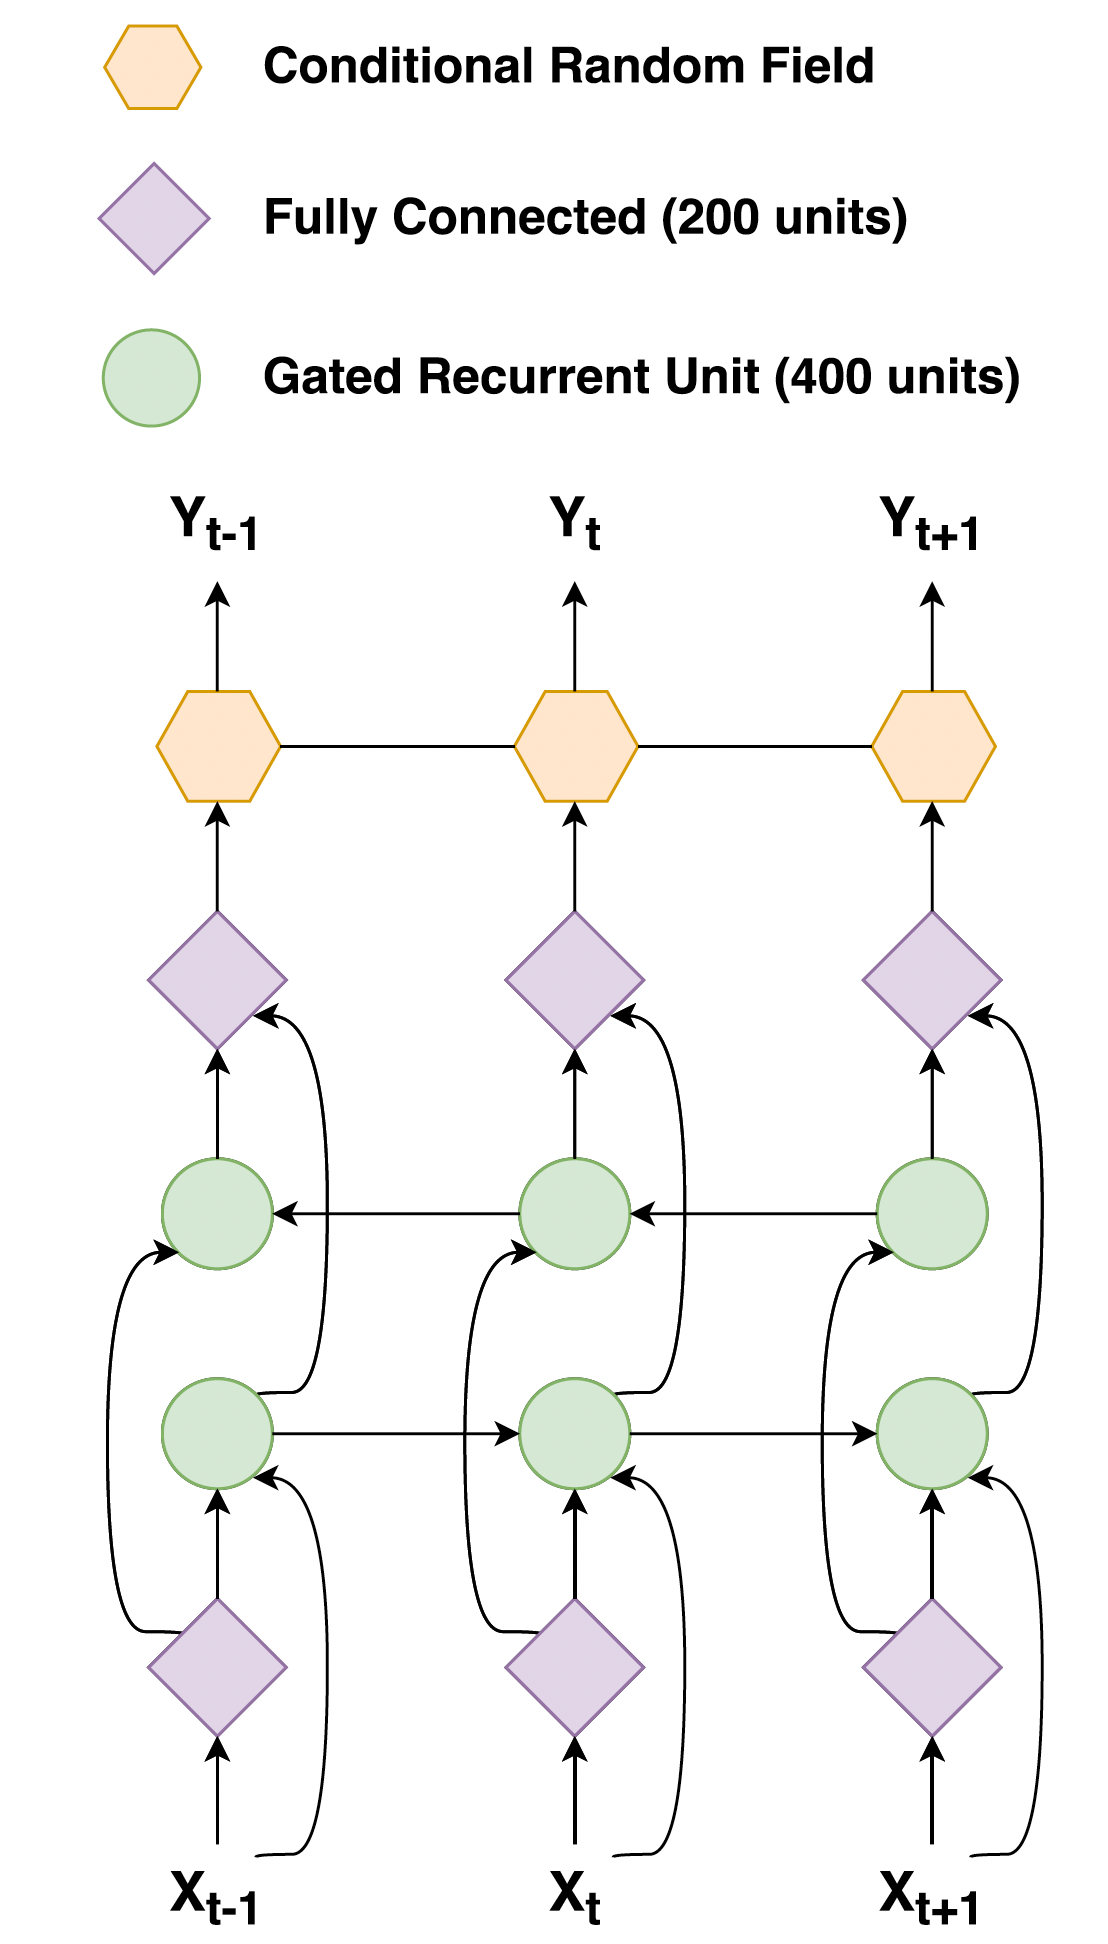 Conditional Random Field
Fully Connected (200 units)
Gated Recurrent Unit (400 units)
Yt-1 Yt Yt+1
Xt-1 Xt Xt+1